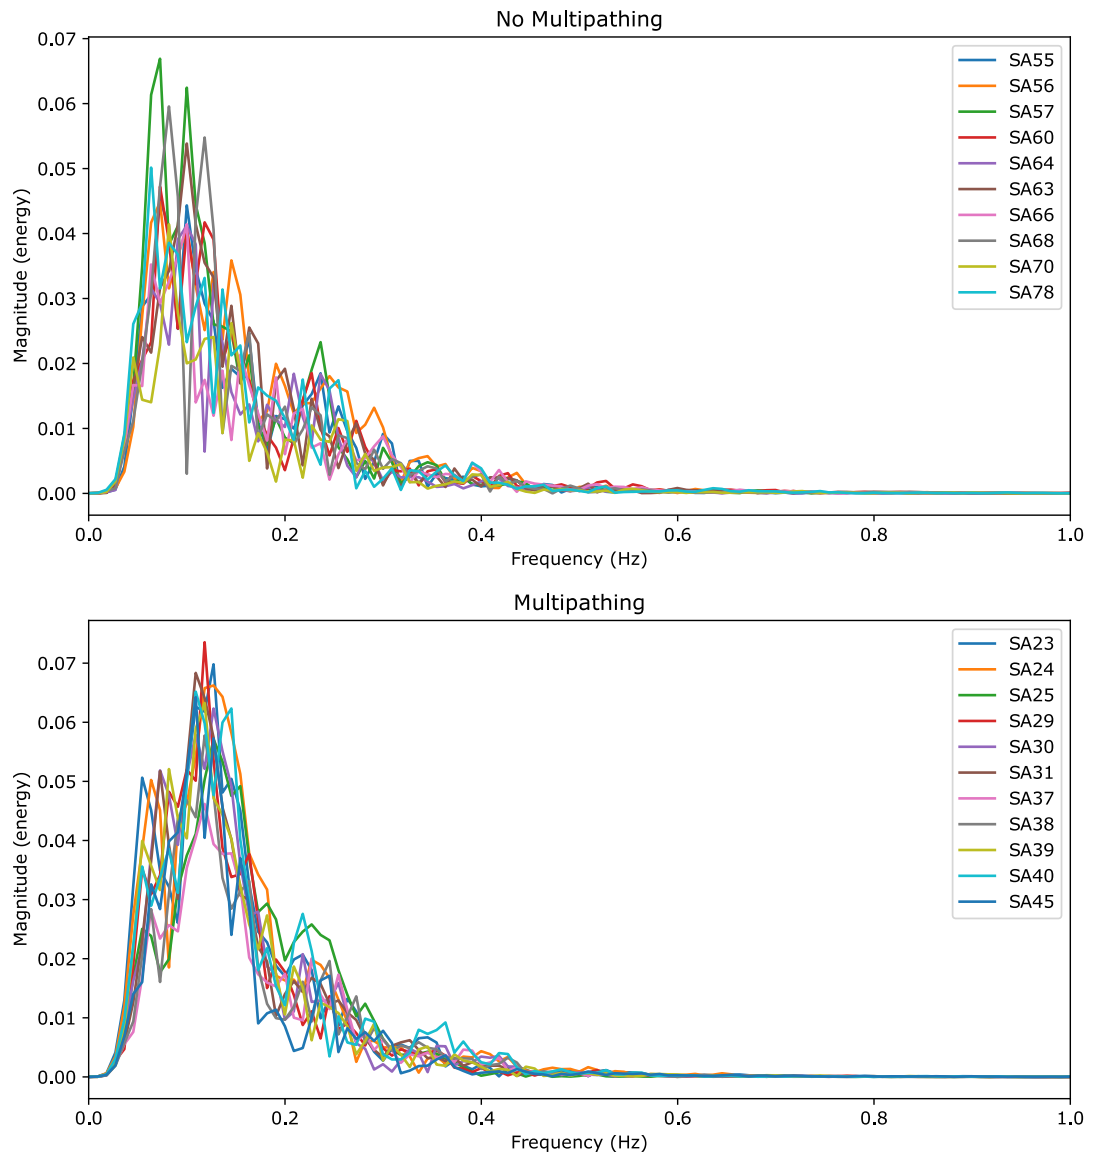 No Multipathing
0.07
0.06
0.05
0.04
0.03
0.02
0.01
0.00
Magnitude (energy)
SA55
SA56
SA57
SA60
SA64
SA63
SA66
SA68
SA70
SA78
0.0 0.2 0.4 0.6 0.8 1.0
Frequency (Hz)
Multipathing
0.07
0.06
0.05
0.04
0.03
0.02
0.01
0.00
Magnitude (energy)
SA23
SA24
SA25
SA29
SA30
SA31
SA37
SA38
SA39
SA40
SA45
0.0 0.2 0.4 0.6 0.8 1.0
Frequency (Hz)